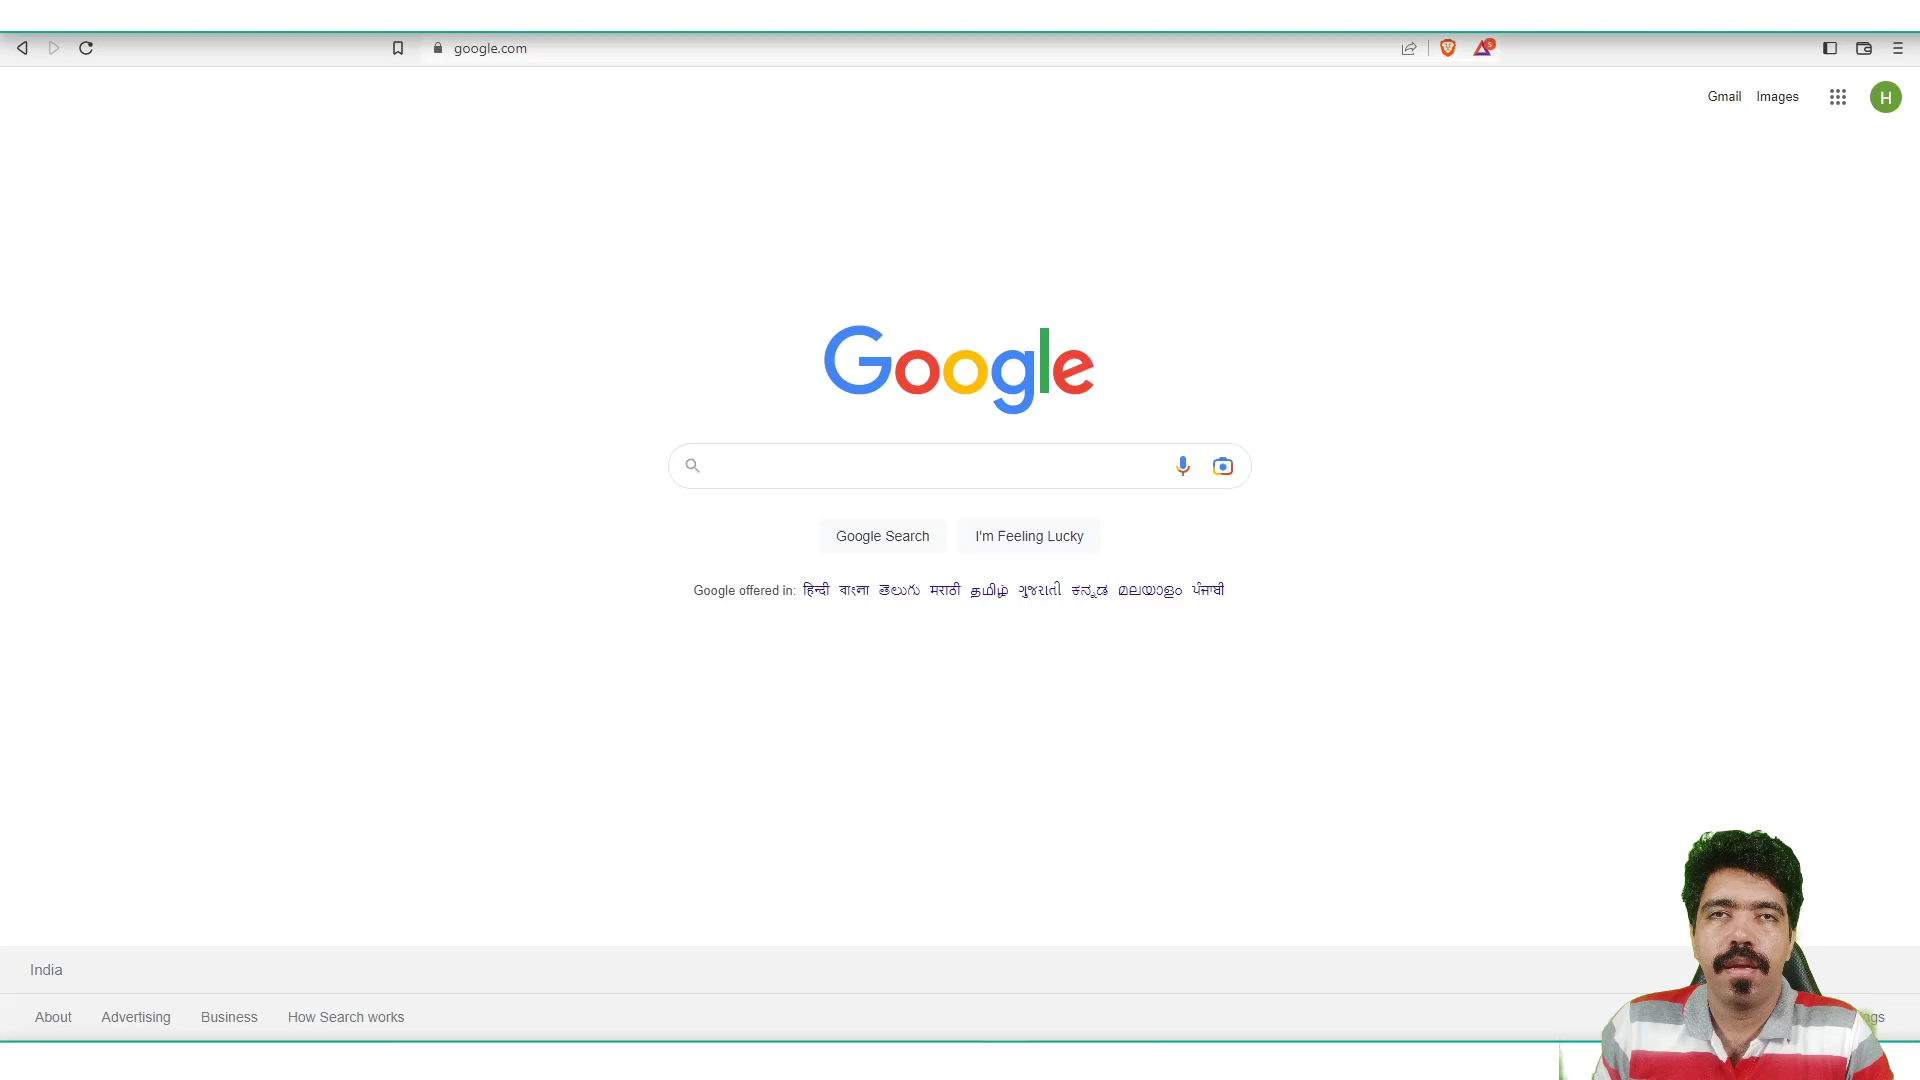 google.com
5
Gmail Images
H
Google
Google Search I'm Feeling Lucky
Google offered in: हिन्दी বাংলা తెలుగు मराठी தமிழ் ગુજરાતી ಕನ್ನಡ മലയാളം ਪੰਜਾਬੀ
India
About Advertising Business How Search works